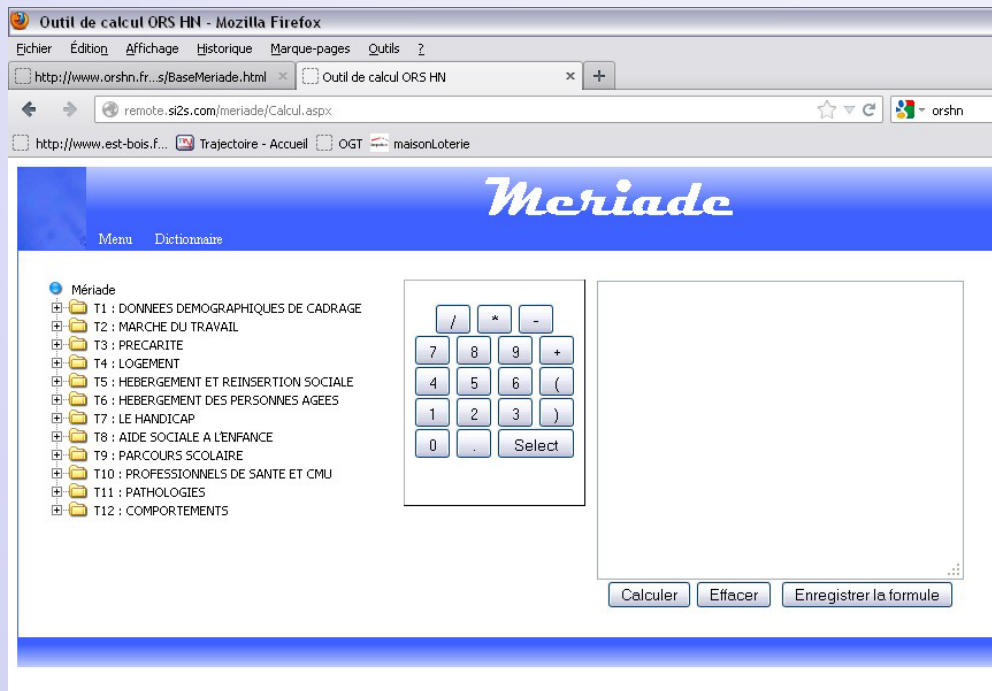 Outil de calcul ORS HN - Mozilla Firefox
Fichier Édition Affichage Historique Marque-pages Outils ?
http://www.orshn.fr...s/BaseMeriade.html × Outil de calcul ORS HN × +
remote.si2s.com/meriade/Calcul.aspx orshn
http://www.est-bois.f... Trajectoire - Accueil OGT maisonLoterie
Meriade
Menu Dictionnaire
Mériade
T1 : DONNEES DEMOGRAPHIQUES DE CADRAGE
T2 : MARCHE DU TRAVAIL
T3 : PRECARITE
T4 : LOGEMENT
T5 : HEBERGEMENT ET REINSERTION SOCIALE
T6 : HEBERGEMENT DES PERSONNES AGEES
T7 : LE HANDICAP
T8 : AIDE SOCIALE A L'ENFANCE
T9 : PARCOURS SCOLAIRE
T10 : PROFESSIONNELS DE SANTE ET CMU
T11 : PATHOLOGIES
T12 : COMPORTEMENTS
/ * -
7 8 9 +
4 5 6 (
1 2 3 )
0 . Select
Calculer Effacer Enregistrer la formule